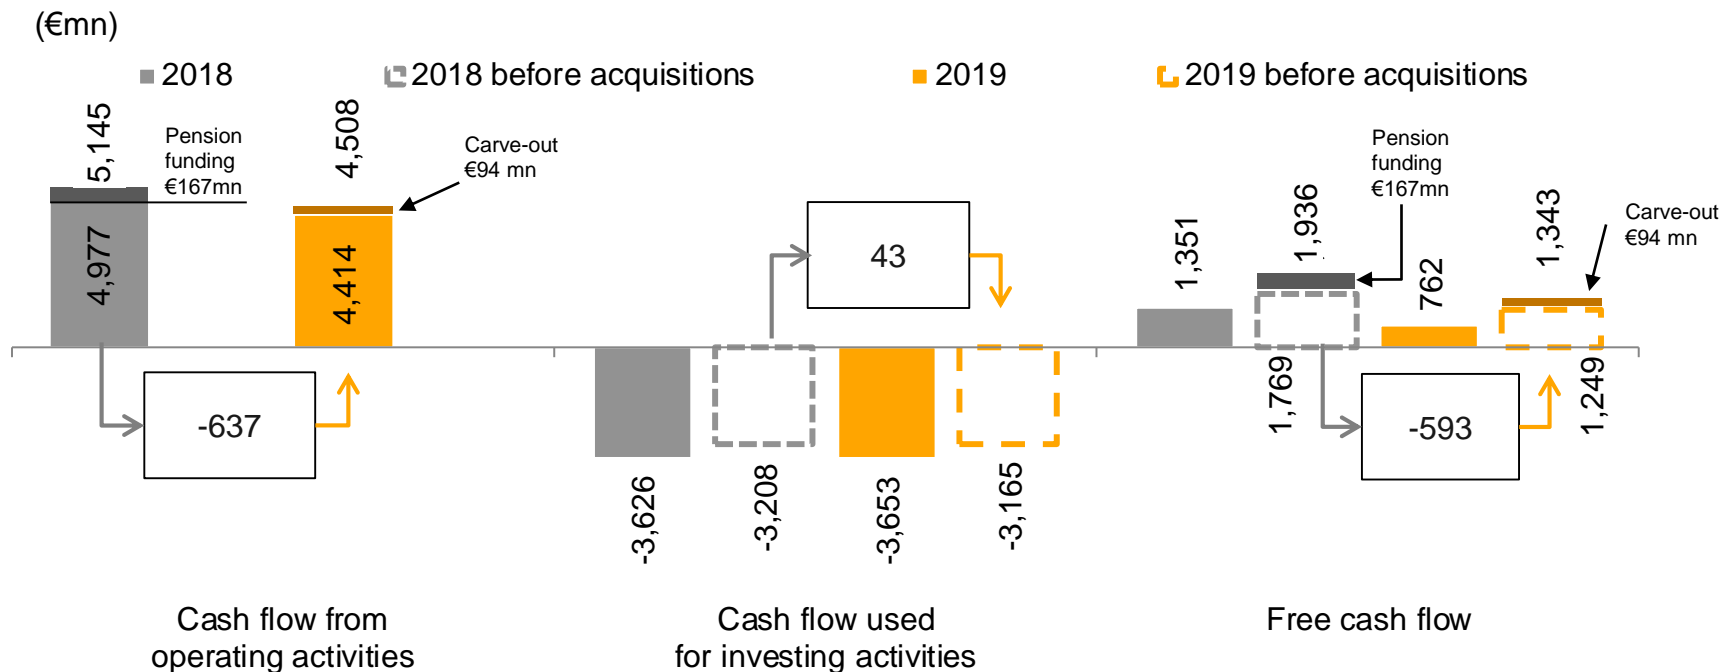 (€mn)
2018
2018 before acquisitions
2019
2019 before acquisitions
5,145
Pension
funding
€167mn
4,977
4,508
Carve-out
€94 mn
4,414
-637
43
-3,626
-3,208
-3,653
-3,165
1,351
1,936
Pension
funding
€167mn
1,769
762
1,343
Carve-out
€94 mn
1,249
-593
Cash flow from
operating activities
Cash flow used
for investing activities
Free cash flow